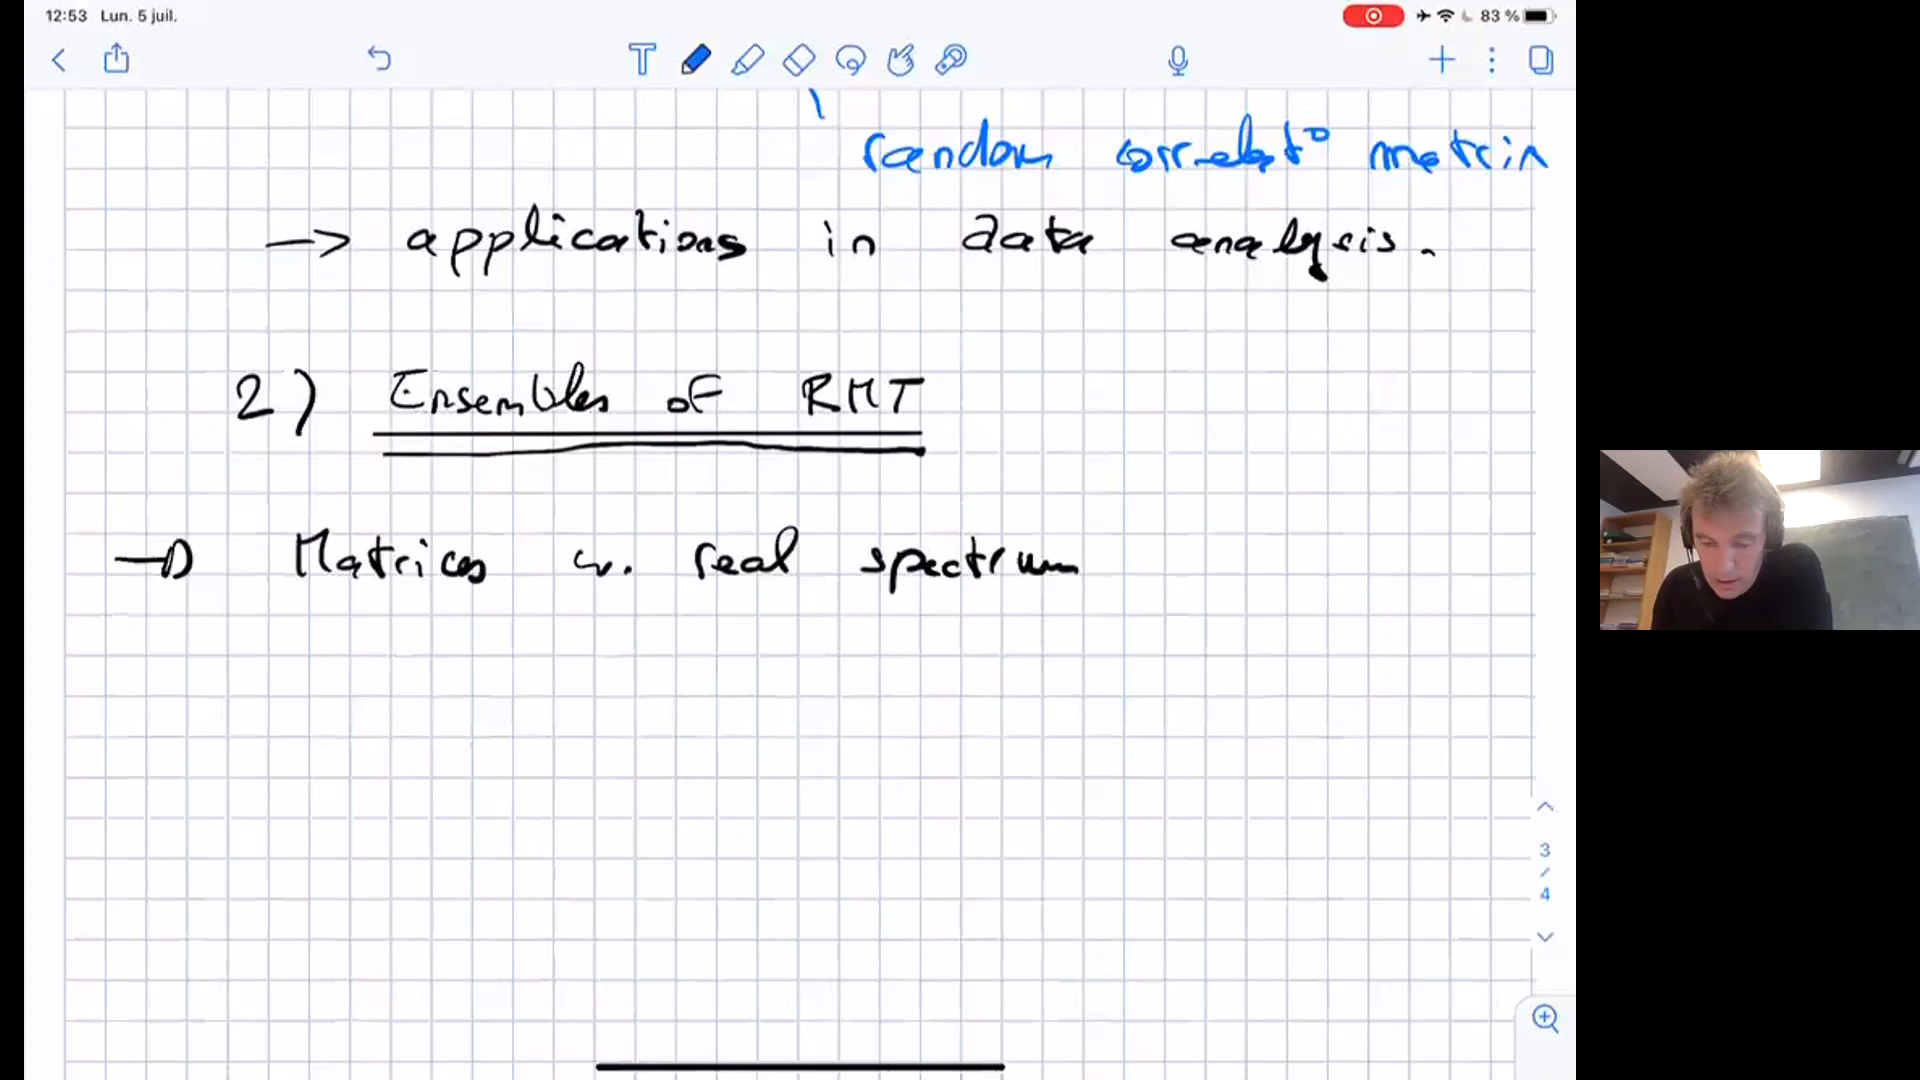 12:53 Lun. 5 juil.
83 %
T
random correlat° matrix
→ applications in data analysis.
2) Ensembles of RMT
→ Matrices w. real spectrum
3
/
4